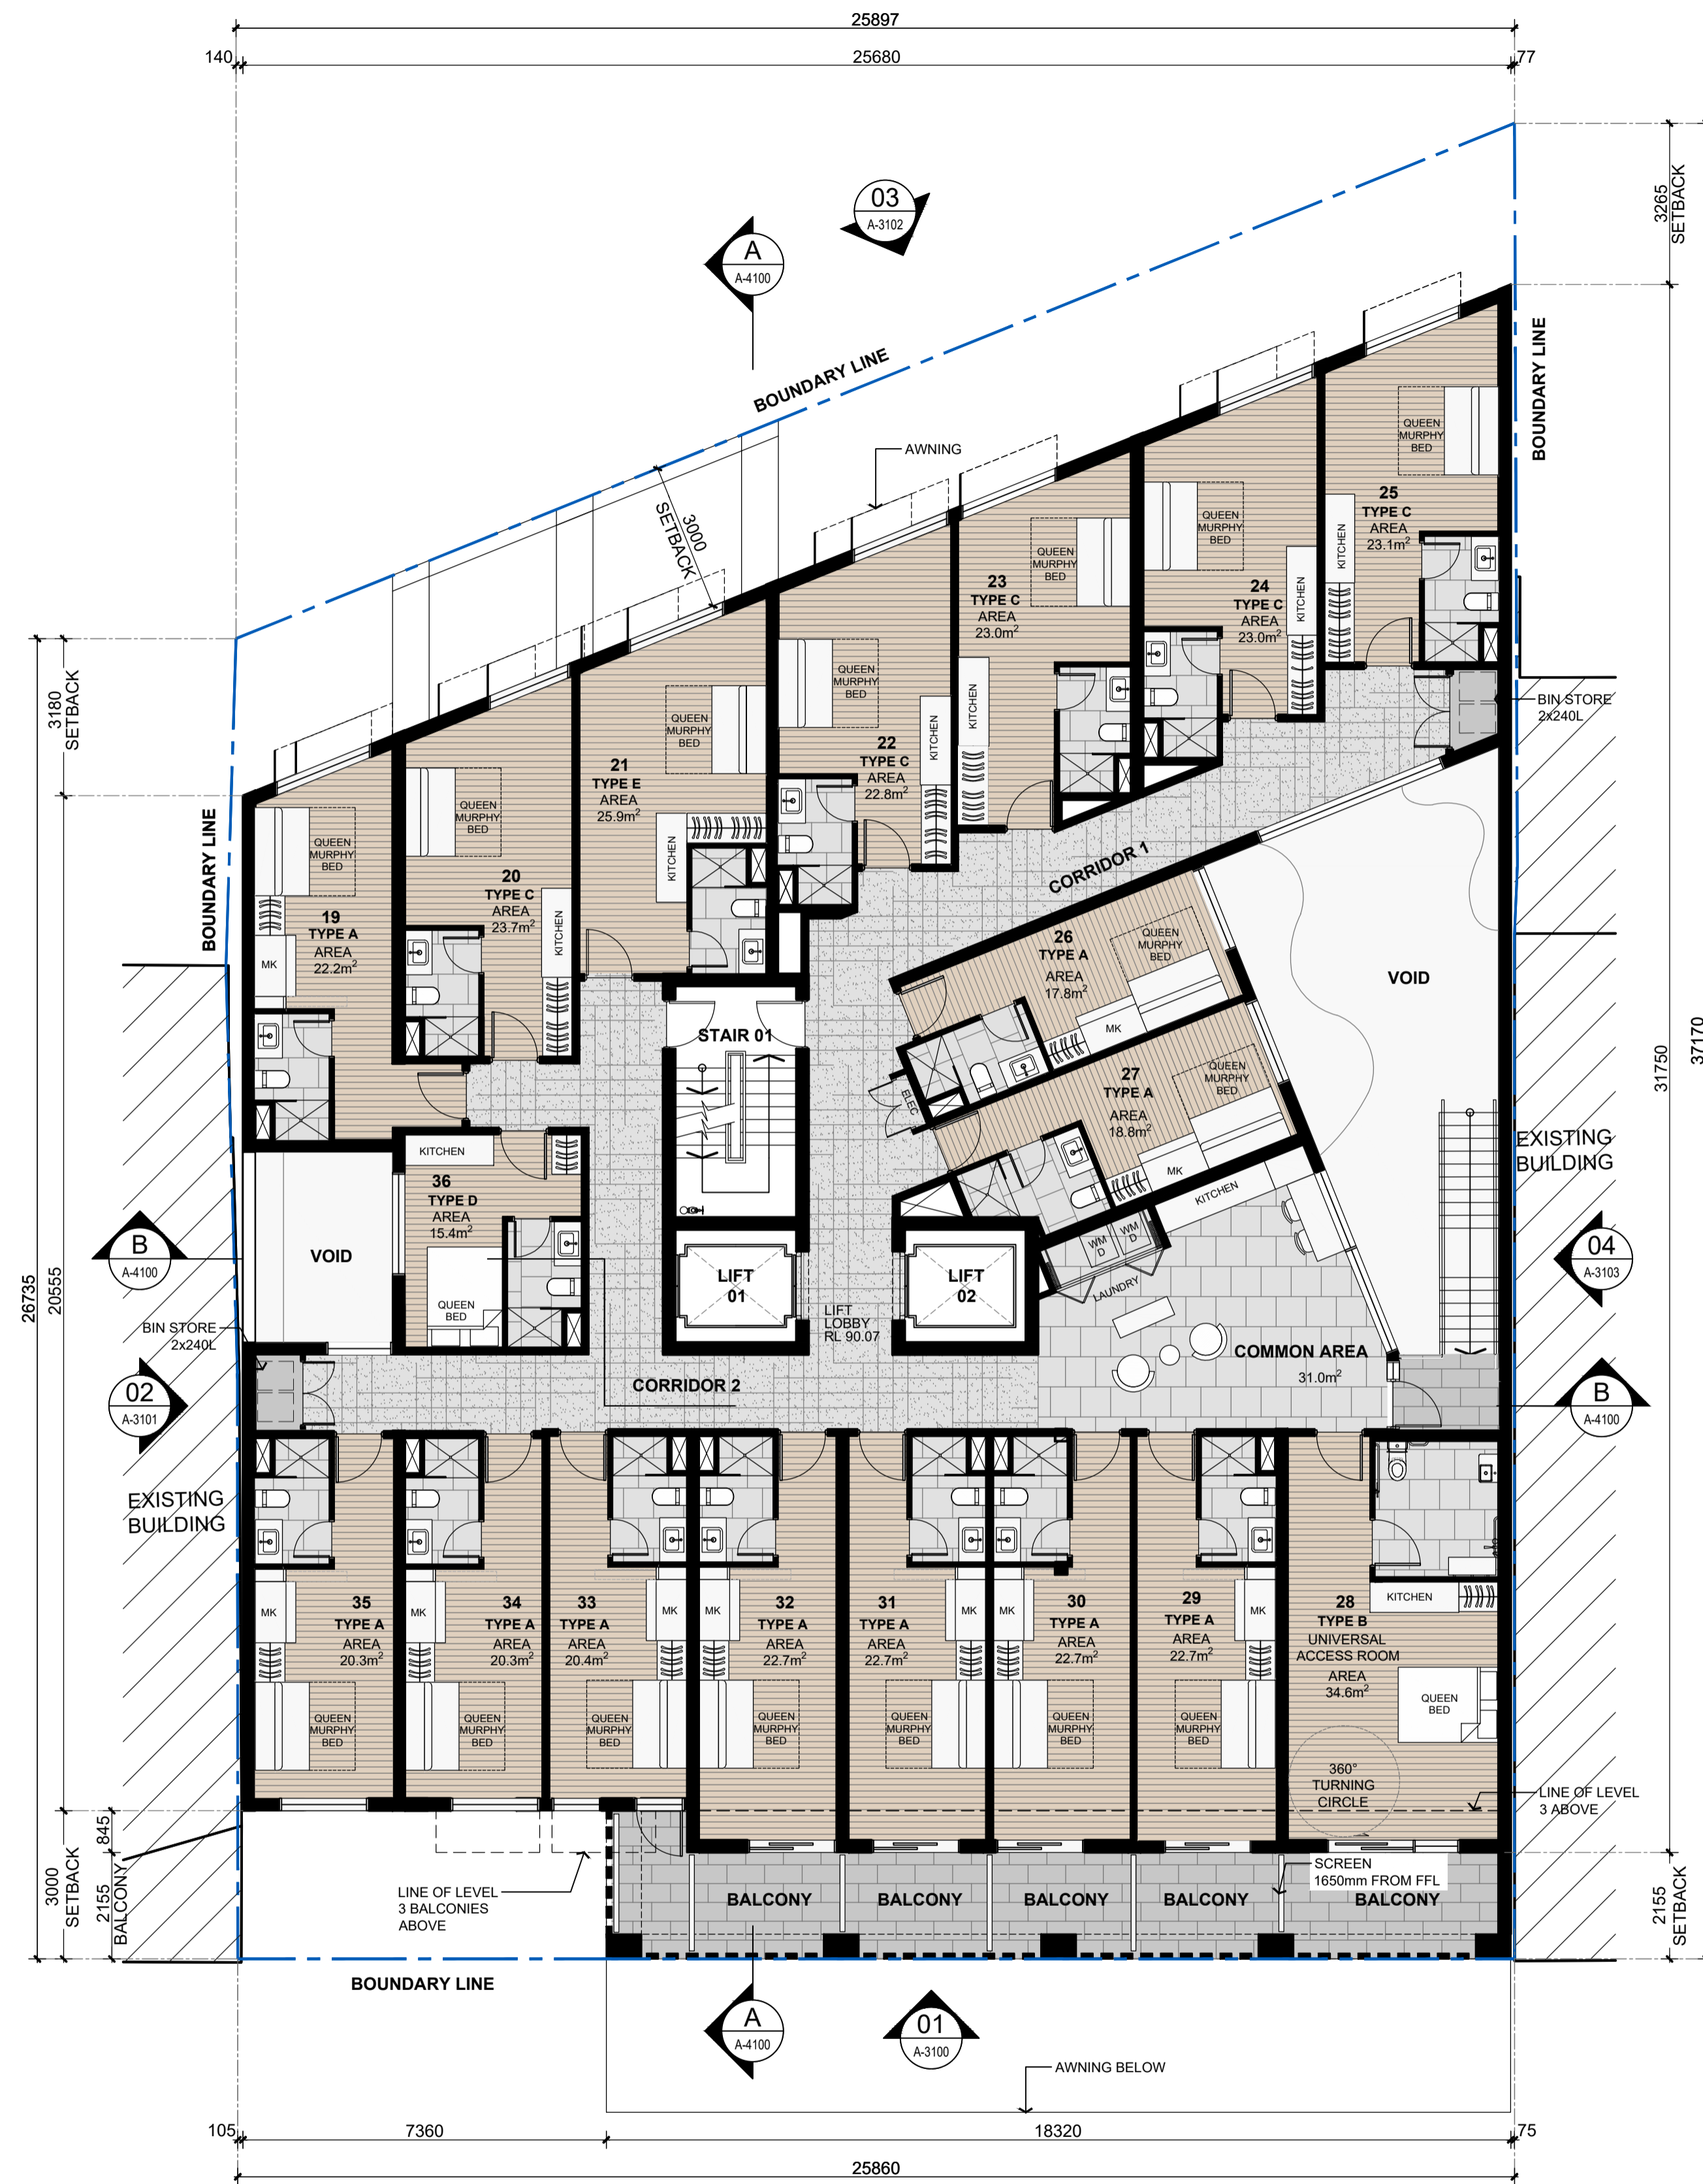 25897
140
25680
77
3265
SETBACK
03
A-3102
A
A-4100
BOUNDARY LINE
BOUNDARY LINE
AWNING
3000
SETBACK
QUEEN
MURPHY
BED
25
TYPE C
AREA
23.1m²
KITCHEN
QUEEN
MURPHY
BED
24
TYPE C
AREA
23.0m²
KITCHEN
QUEEN
MURPHY
BED
23
TYPE C
AREA
23.0m²
KITCHEN
QUEEN
MURPHY
BED
22
TYPE C
AREA
22.8m²
KITCHEN
QUEEN
MURPHY
BED
21
TYPE E
AREA
25.9m²
KITCHEN
QUEEN
MURPHY
BED
20
TYPE C
AREA
23.7m²
KITCHEN
QUEEN
MURPHY
BED
19
TYPE A
AREA
22.2m²
MK
3180
SETBACK
BOUNDARY LINE
BIN STORE
2x240L
CORRIDOR 1
26
TYPE A
AREA
17.8m²
QUEEN
MURPHY
BED
MK
VOID
STAIR 01
27
TYPE A
AREA
18.8m²
QUEEN
MURPHY
BED
MK
ELEC
31750
37170
EXISTING
BUILDING
KITCHEN
36
TYPE D
AREA
15.4m²
QUEEN
BED
VOID
B
A-4100
26735
20555
LIFT
01
LIFT
02
LIFT
LOBBY
RL 90.07
KITCHEN
WM
D
WM
D
LAUNDRY
04
A-3103
BIN STORE
2x240L
02
A-3101
CORRIDOR 2
COMMON AREA
31.0m²
B
A-4100
EXISTING
BUILDING
35
TYPE A
AREA
20.3m²
MK
QUEEN
MURPHY
BED
34
TYPE A
AREA
20.3m²
MK
QUEEN
MURPHY
BED
33
TYPE A
AREA
20.4m²
MK
QUEEN
MURPHY
BED
32
TYPE A
AREA
22.7m²
MK
QUEEN
MURPHY
BED
31
TYPE A
AREA
22.7m²
MK
QUEEN
MURPHY
BED
30
TYPE A
AREA
22.7m²
MK
QUEEN
MURPHY
BED
29
TYPE A
AREA
22.7m²
MK
QUEEN
MURPHY
BED
28
TYPE B
UNIVERSAL
ACCESS ROOM
AREA
34.6m²
KITCHEN
QUEEN
BED
360°
TURNING
CIRCLE
LINE OF LEVEL
3 ABOVE
SCREEN
1650mm FROM FFL
3000
SETBACK
845
2155
BALCONY
LINE OF LEVEL
3 BALCONIES
ABOVE
BALCONY
BALCONY
BALCONY
BALCONY
BALCONY
2155
SETBACK
BOUNDARY LINE
A
A-4100
01
A-3100
AWNING BELOW
105
7360
18320
75
25860